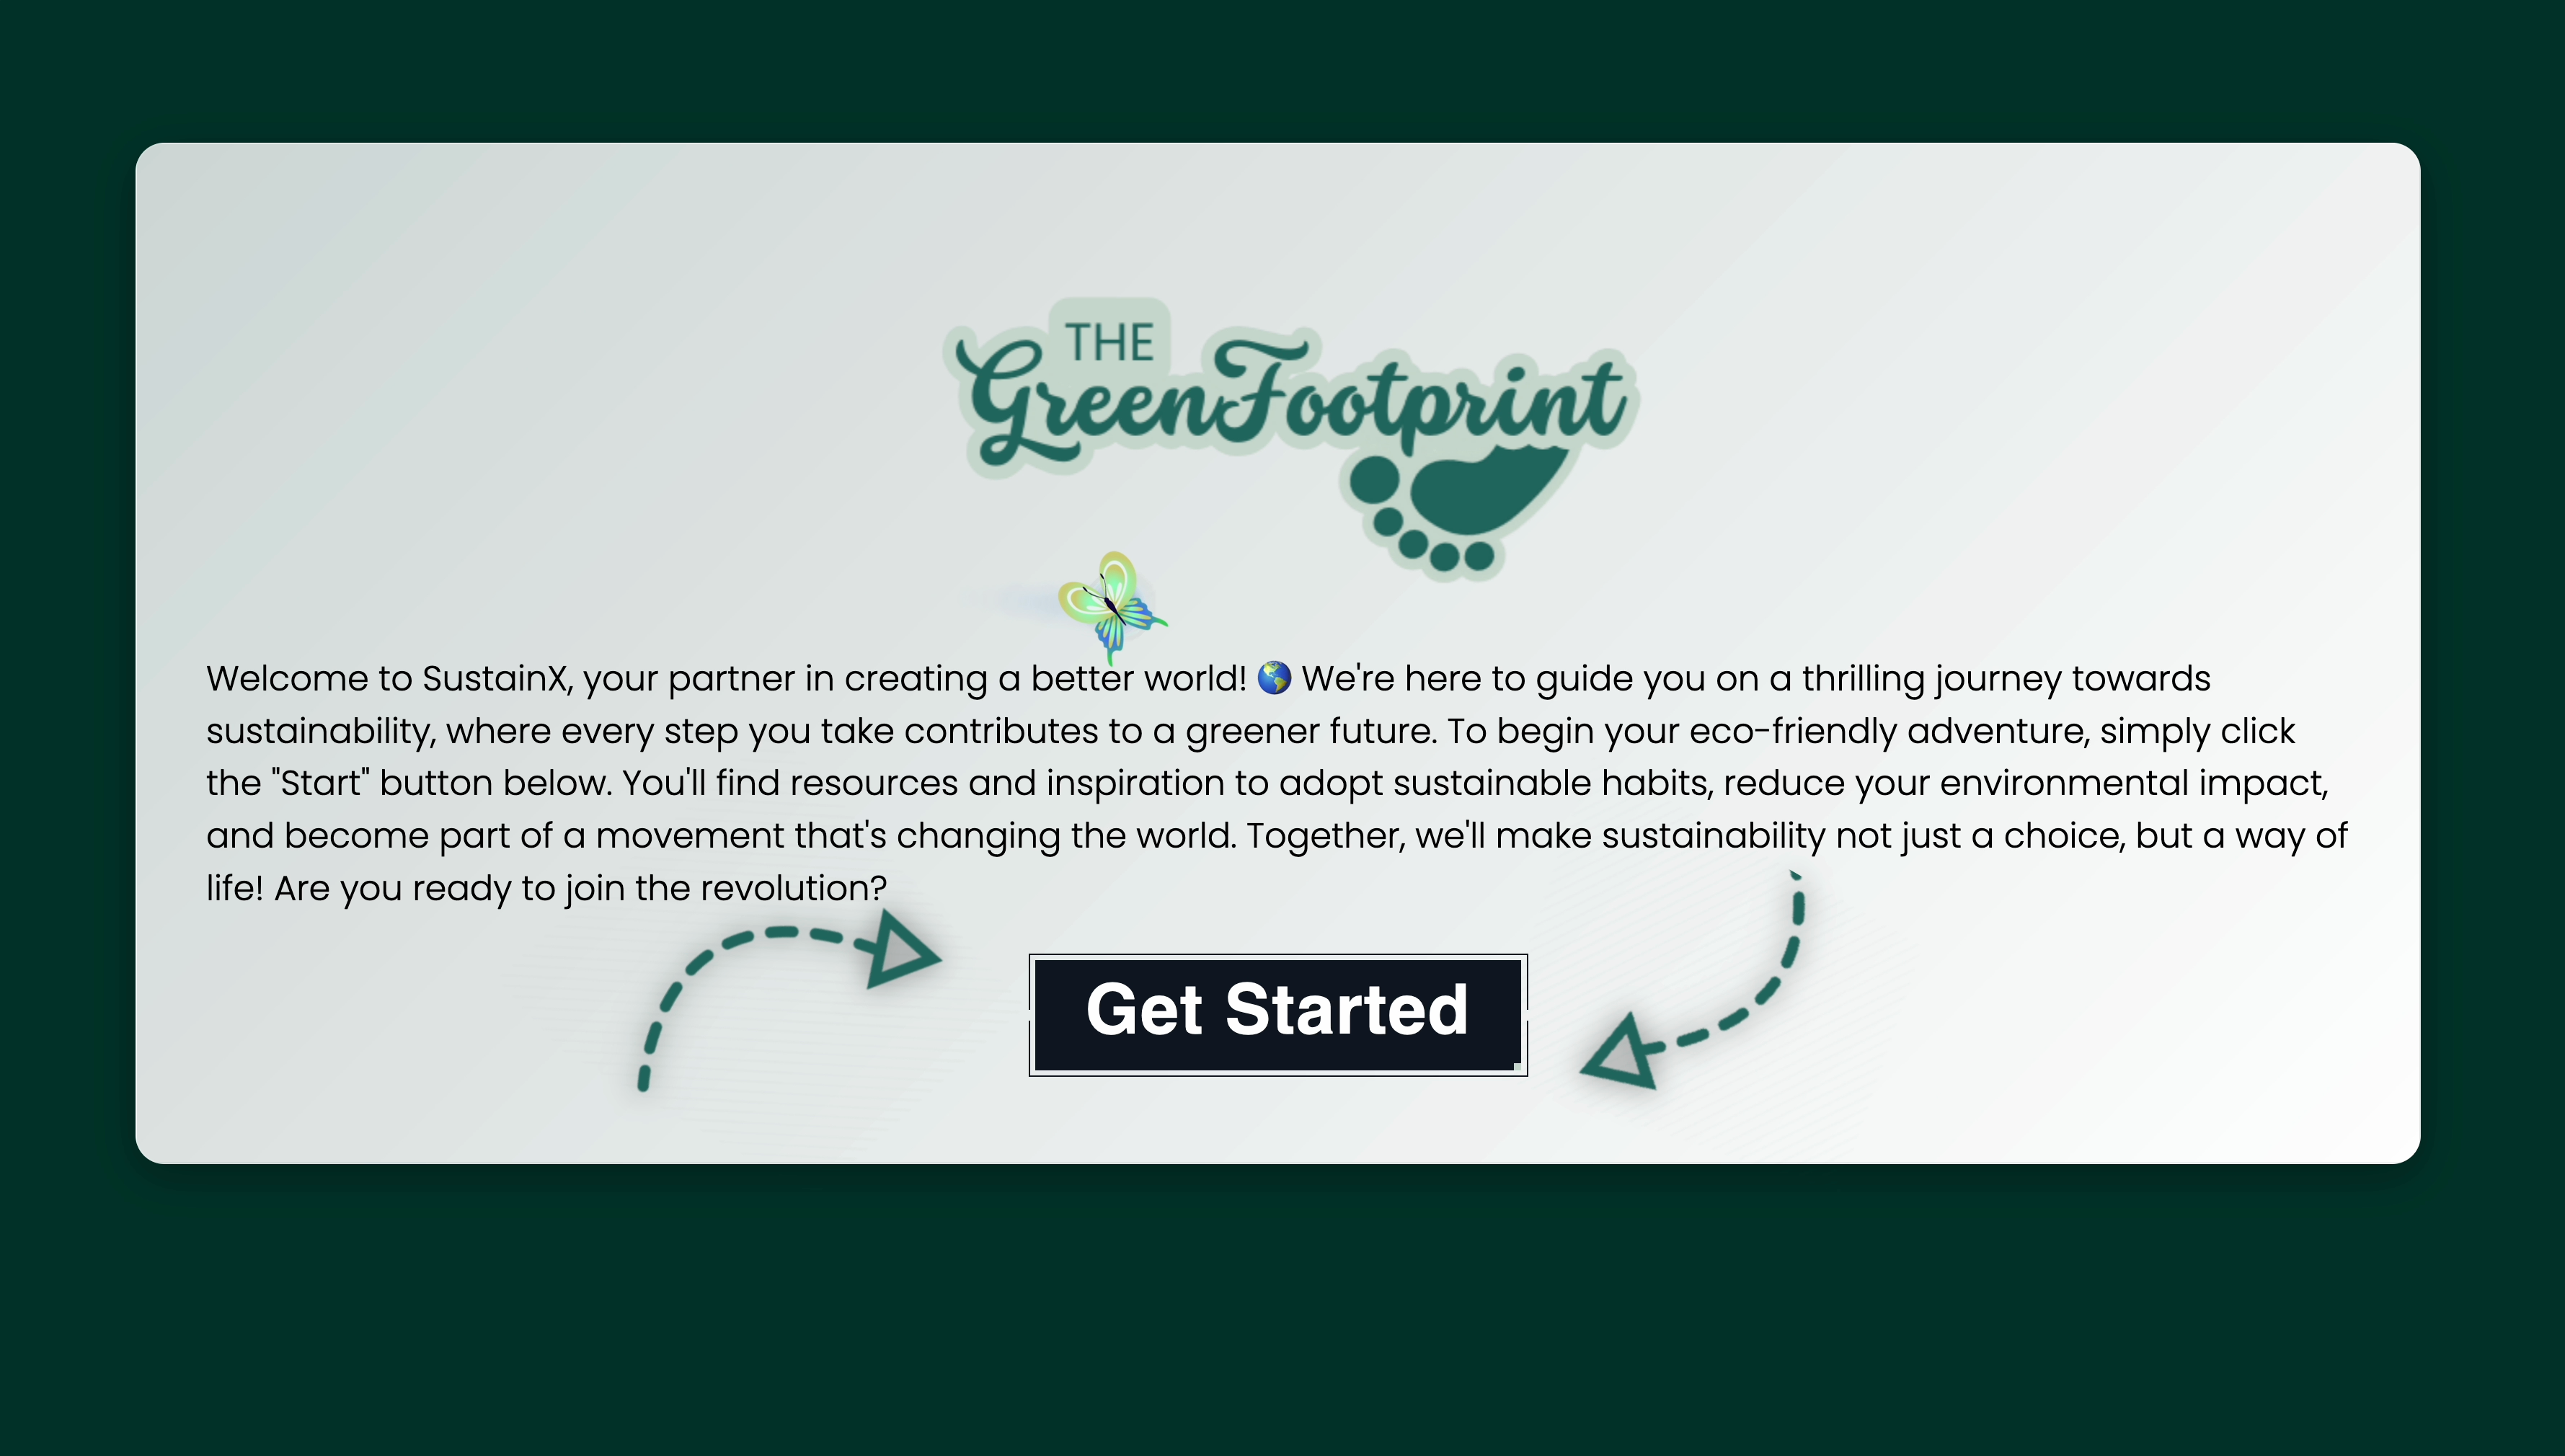 THE
GreenFootprint
Welcome to SustainX, your partner in creating a better world! 🌎 We're here to guide you on a thrilling journey towards
sustainability, where every step you take contributes to a greener future. To begin your eco-friendly adventure, simply click
the "Start" button below. You'll find resources and inspiration to adopt sustainable habits, reduce your environmental impact,
and become part of a movement that's changing the world. Together, we'll make sustainability not just a choice, but a way of
life! Are you ready to join the revolution?
Get Started